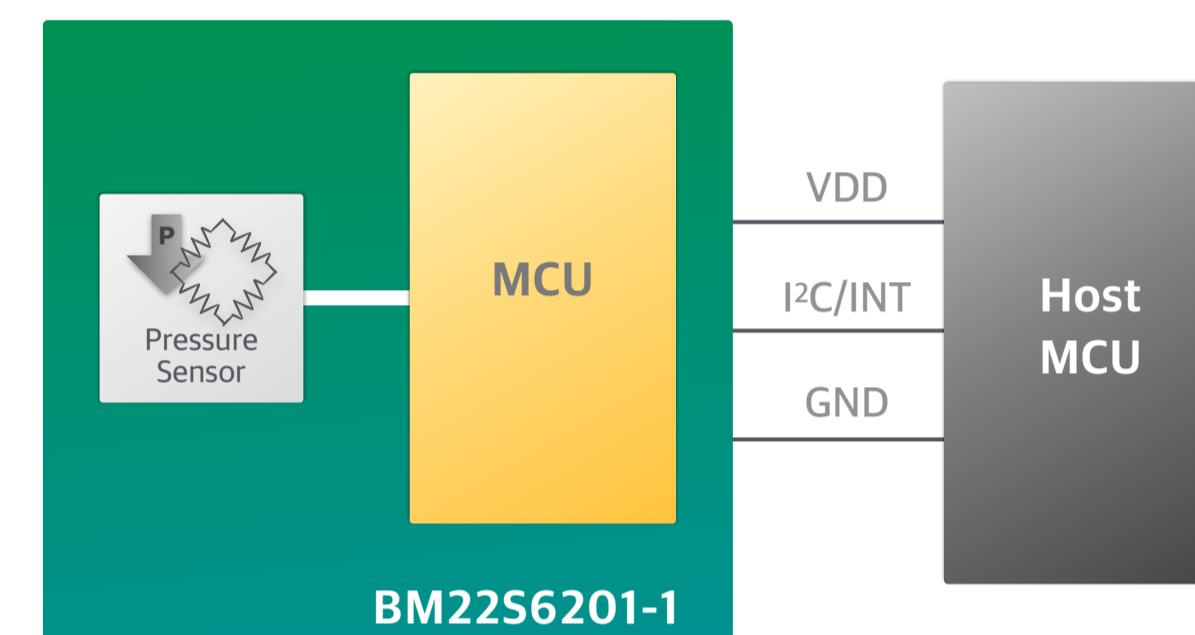 P
Pressure
Sensor
MCU
BM22S6201-1
VDD
I²C/INT
GND
Host
MCU